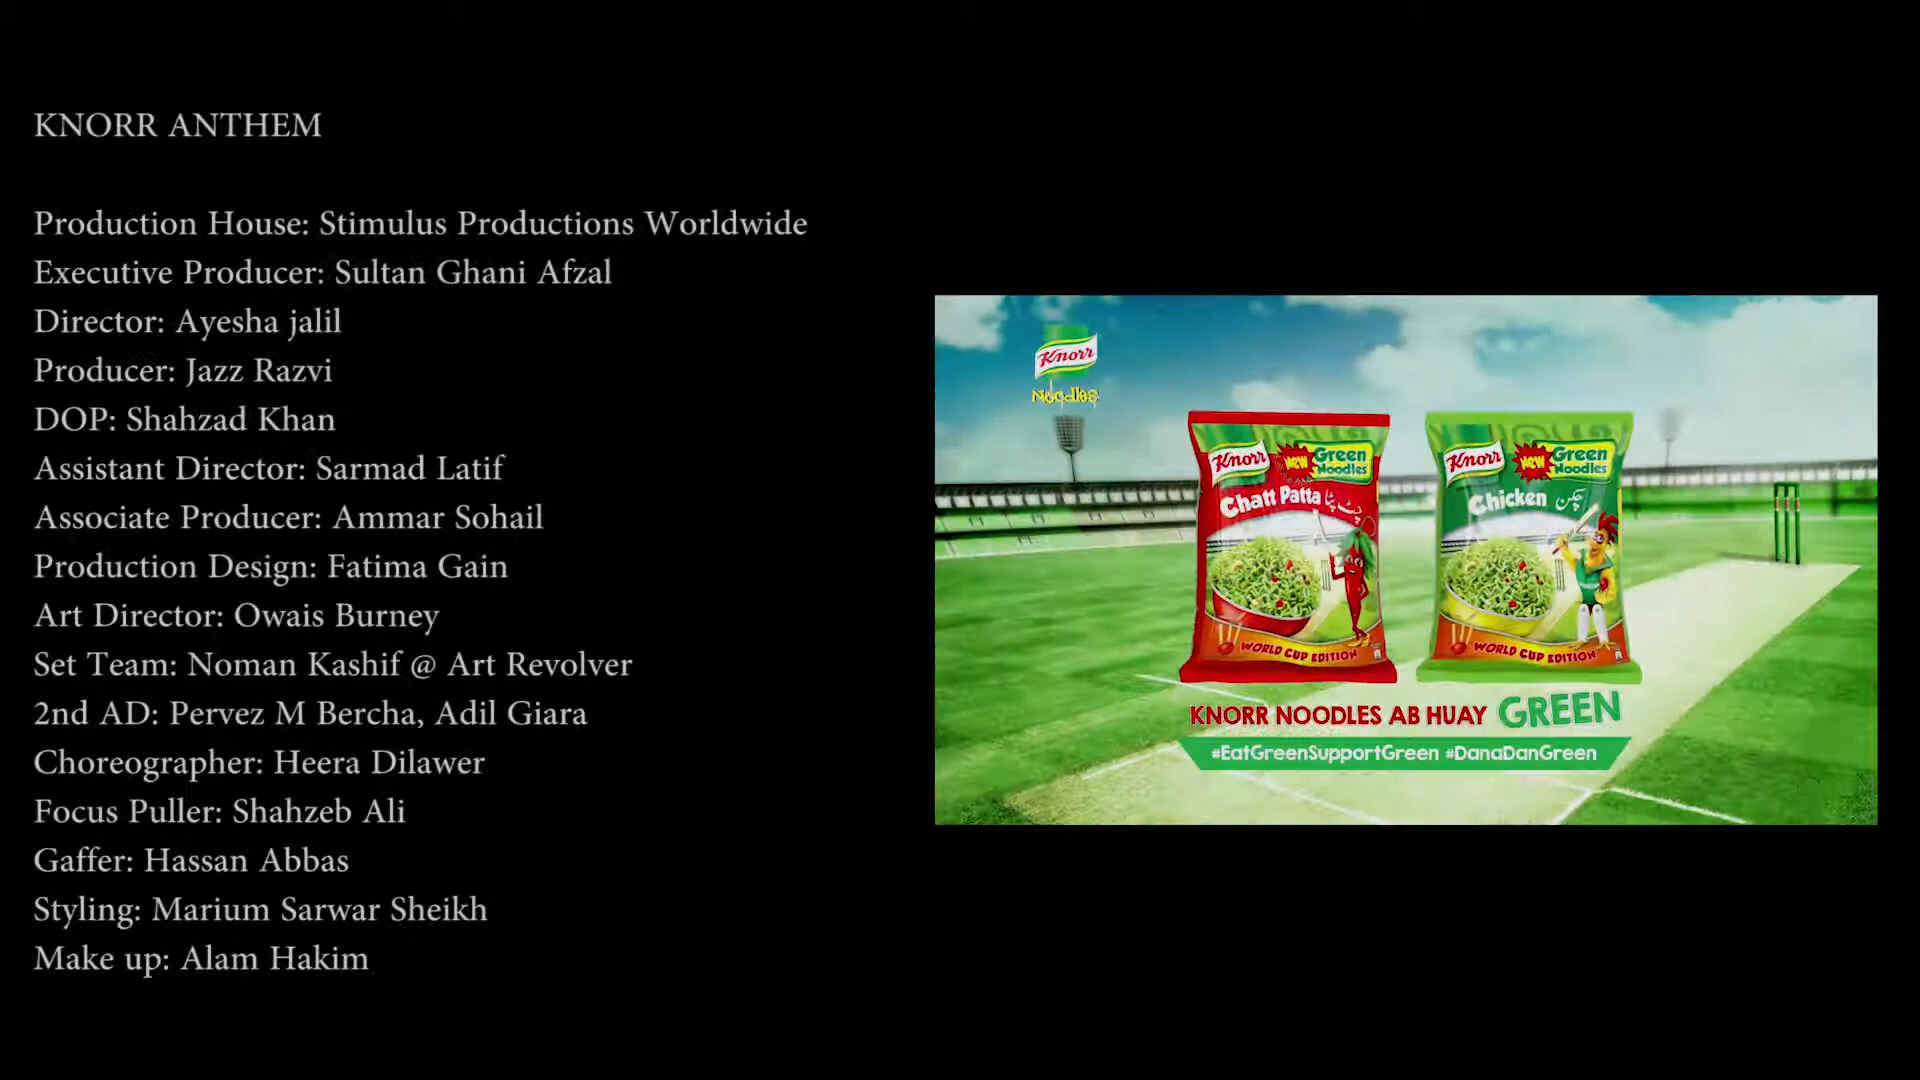 KNORR ANTHEM
Production House: Stimulus Productions Worldwide
Executive Producer: Sultan Ghani Afzal
Director: Ayesha jalil
Producer: Jazz Razvi
DOP: Shahzad Khan
Assistant Director: Sarmad Latif
Associate Producer: Ammar Sohail
Production Design: Fatima Gain
Art Director: Owais Burney
Set Team: Noman Kashif @ Art Revolver
2nd AD: Pervez M Bercha, Adil Giara
Choreographer: Heera Dilawer
Focus Puller: Shahzeb Ali
Gaffer: Hassan Abbas
Styling: Marium Sarwar Sheikh
Make up: Alam Hakim
Knorr
Noodles
Knorr NEW Green Noodles
Chatt Patta چٹ پٹا
WORLD CUP EDITION
Knorr NEW Green Noodles
Chicken چکن
WORLD CUP EDITION
KNORR NOODLES AB HUAY GREEN
#EatGreenSupportGreen #DanaDanGreen